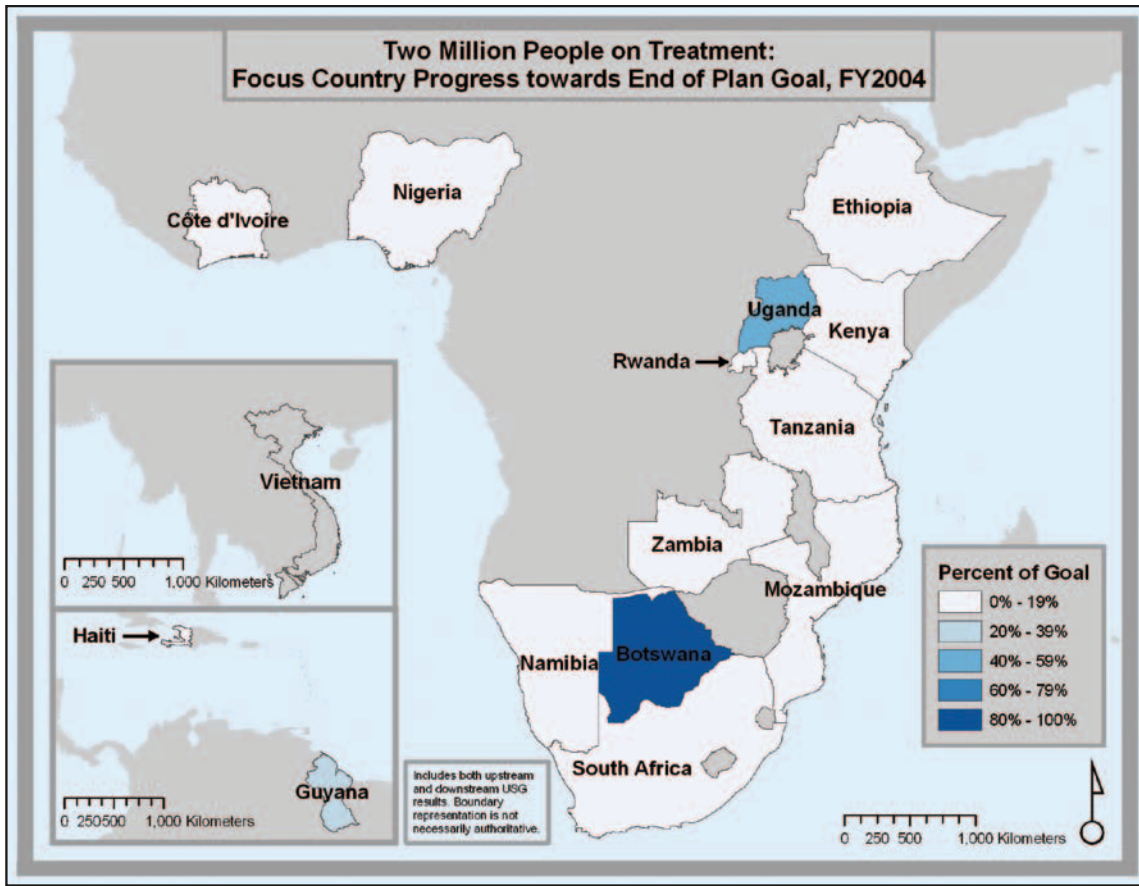 Two Million People on Treatment:
Focus Country Progress towards End of Plan Goal, FY2004
Nigeria
Côte d'Ivoire
Ethiopia
Uganda
Kenya
Rwanda
Tanzania
Vietnam
0 250 500 1,000 Kilometers
Zambia
Mozambique
Haiti
Namibia
Botswana
South Africa
Guyana
0 250500 1,000 Kilometers
Includes both upstream
and downstream USG
results. Boundary
representation is not
necessarily authoritative.
Percent of Goal
0% - 19%
20% - 39%
40% - 59%
60% - 79%
80% - 100%
0 250 500 1,000 Kilometers